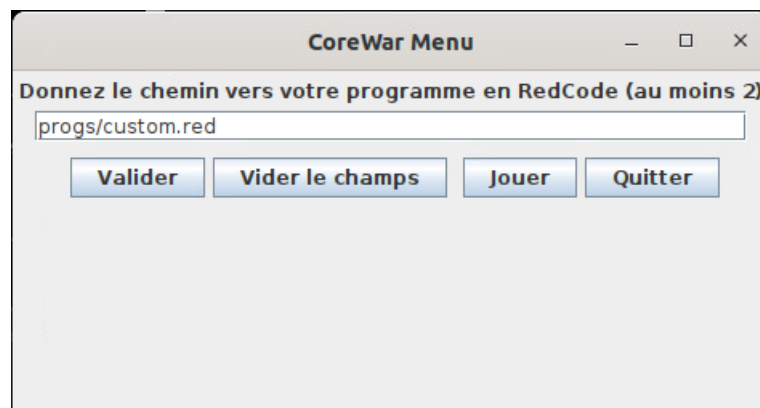 CoreWar Menu
Donnez le chemin vers votre programme en RedCode (au moins 2)
progs/custom.red
Valider Vider le champs Jouer Quitter